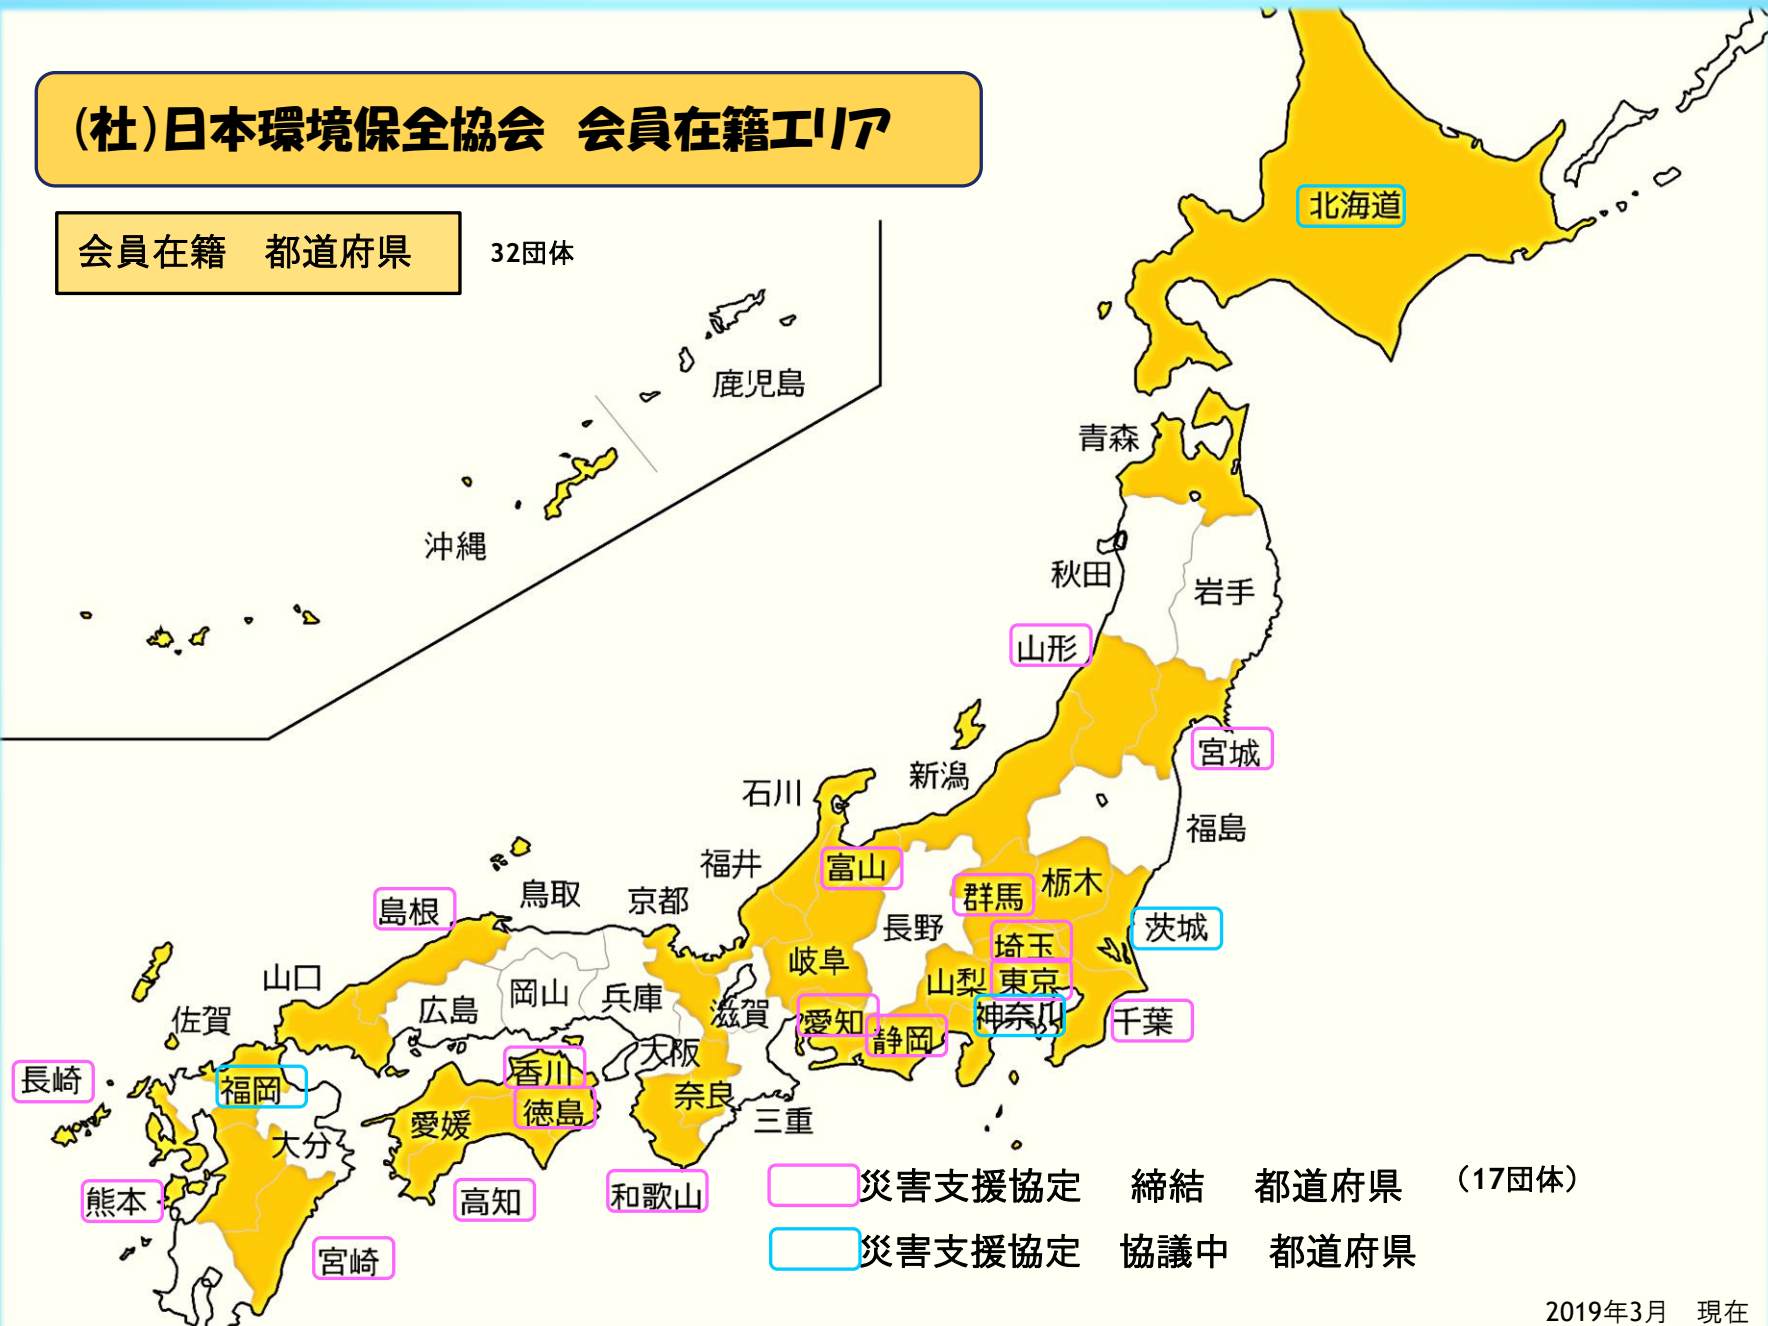 (社)日本環境保全協会　会員在籍エリア
会員在籍　都道府県
32団体
北海道
鹿児島
沖縄
青森
秋田
岩手
山形
宮城
新潟
石川
福島
福井
富山
群馬
栃木
鳥取
京都
島根
長野
茨城
埼玉
岐阜
山梨
東京
山口
岡山
兵庫
滋賀
広島
佐賀
愛知
静岡
神奈川
千葉
大阪
長崎
福岡
香川
奈良
徳島
愛媛
三重
大分
熊本
高知
和歌山
宮崎
災害支援協定　締結　都道府県　（17団体）
災害支援協定　協議中　都道府県
2019年3月　現在